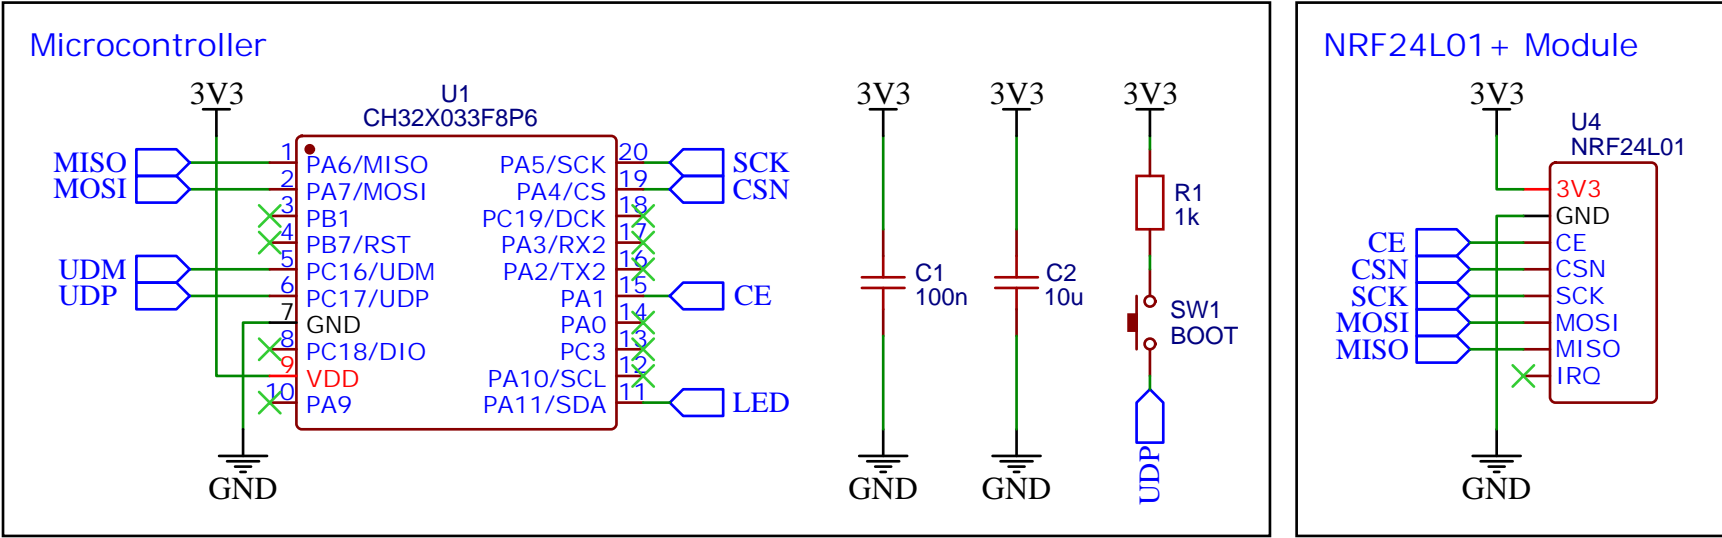 Microcontroller
3V3
U1
CH32X033F8P6
MISO 1 PA6/MISO PA5/SCK 20 SCK
MOSI 2 PA7/MOSI PA4/CS 19 CSN
3 PB1 PC19/DCK 18
4 PB7/RST PA3/RX2 17
UDM 5 PC16/UDM PA2/TX2 16
UDP 6 PC17/UDP PA1 15 CE
7 GND PA0 14
8 PC18/DIO PC3 13
9 VDD PA10/SCL 12
10 PA9 PA11/SDA 11 LED
GND
3V3
C1
100n
GND
3V3
C2
10u
GND
3V3
R1
1k
SW1
BOOT
UDP
NRF24L01+ Module
3V3
U4
NRF24L01
3V3
GND
CE CE
CSN CSN
SCK SCK
MOSI MOSI
MISO MISO
IRQ
GND